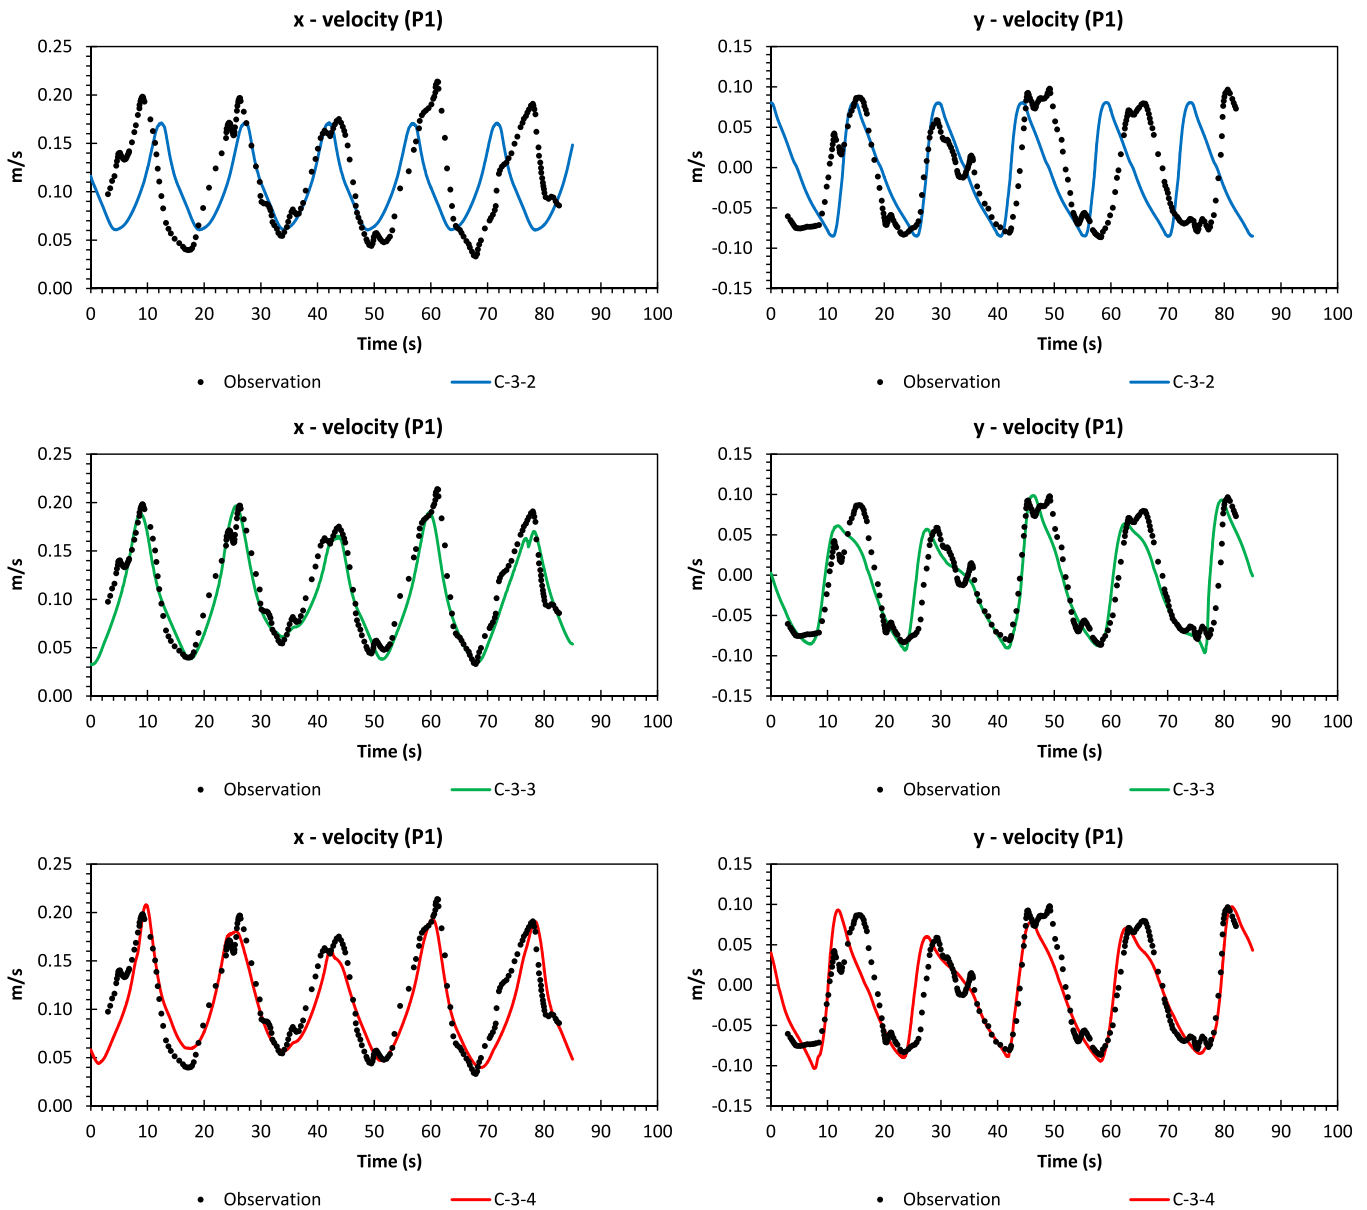 x - velocity (P1)
0.25
0.20
0.15
0.10
0.05
0.00
m/s
0 10 20 30 40 50 60 70 80 90 100
Time (s)
Observation C-3-2
y - velocity (P1)
0.15
0.10
0.05
0.00
-0.05
-0.10
-0.15
m/s
0 10 20 30 40 50 60 70 80 90 100
Time (s)
Observation C-3-2
x - velocity (P1)
0.25
0.20
0.15
0.10
0.05
0.00
m/s
0 10 20 30 40 50 60 70 80 90 100
Time (s)
Observation C-3-3
y - velocity (P1)
0.15
0.10
0.05
0.00
-0.05
-0.10
-0.15
m/s
0 10 20 30 40 50 60 70 80 90 100
Time (s)
Observation C-3-3
x - velocity (P1)
0.25
0.20
0.15
0.10
0.05
0.00
m/s
0 10 20 30 40 50 60 70 80 90 100
Time (s)
Observation C-3-4
y - velocity (P1)
0.15
0.10
0.05
0.00
-0.05
-0.10
-0.15
m/s
0 10 20 30 40 50 60 70 80 90 100
Time (s)
Observation C-3-4